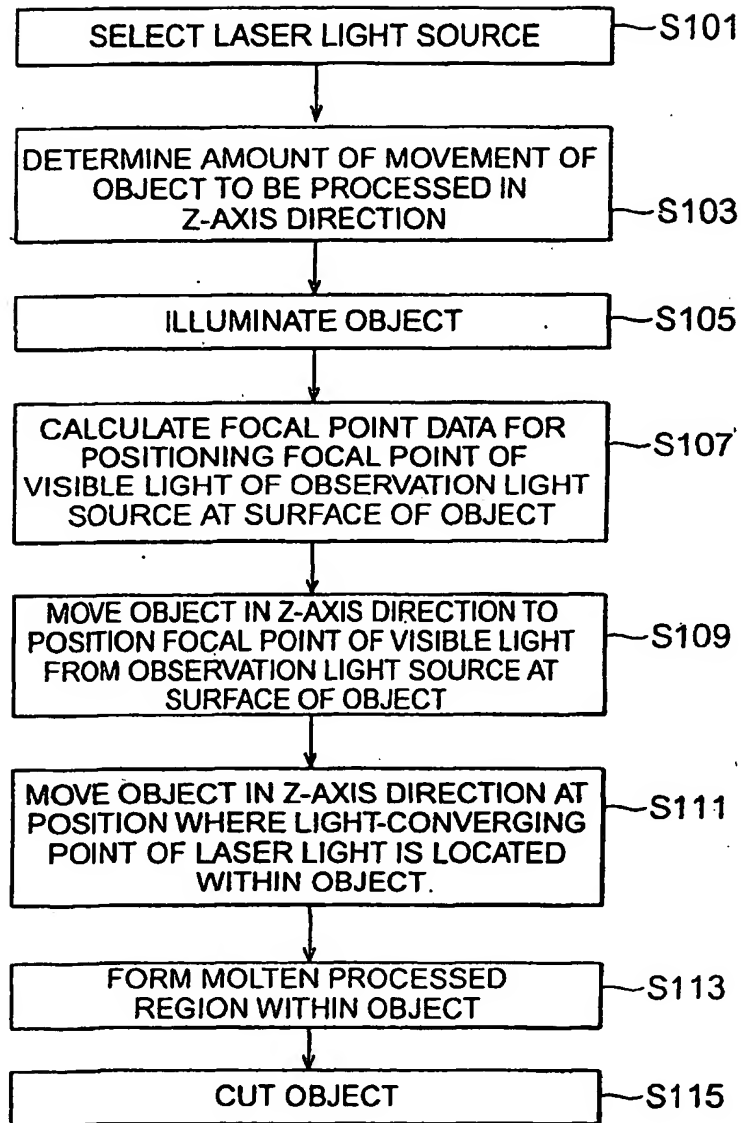 SELECT LASER LIGHT SOURCE
S101
DETERMINE AMOUNT OF MOVEMENT OF
OBJECT TO BE PROCESSED IN
Z-AXIS DIRECTION
S103
ILLUMINATE OBJECT
S105
CALCULATE FOCAL POINT DATA FOR
POSITIONING FOCAL POINT OF
VISIBLE LIGHT OF OBSERVATION LIGHT
SOURCE AT SURFACE OF OBJECT
S107
MOVE OBJECT IN Z-AXIS DIRECTION TO
POSITION FOCAL POINT OF VISIBLE LIGHT
FROM OBSERVATION LIGHT SOURCE AT
SURFACE OF OBJECT
S109
MOVE OBJECT IN Z-AXIS DIRECTION AT
POSITION WHERE LIGHT-CONVERGING
POINT OF LASER LIGHT IS LOCATED
WITHIN OBJECT.
S111
FORM MOLTEN PROCESSED
REGION WITHIN OBJECT
S113
CUT OBJECT
S115